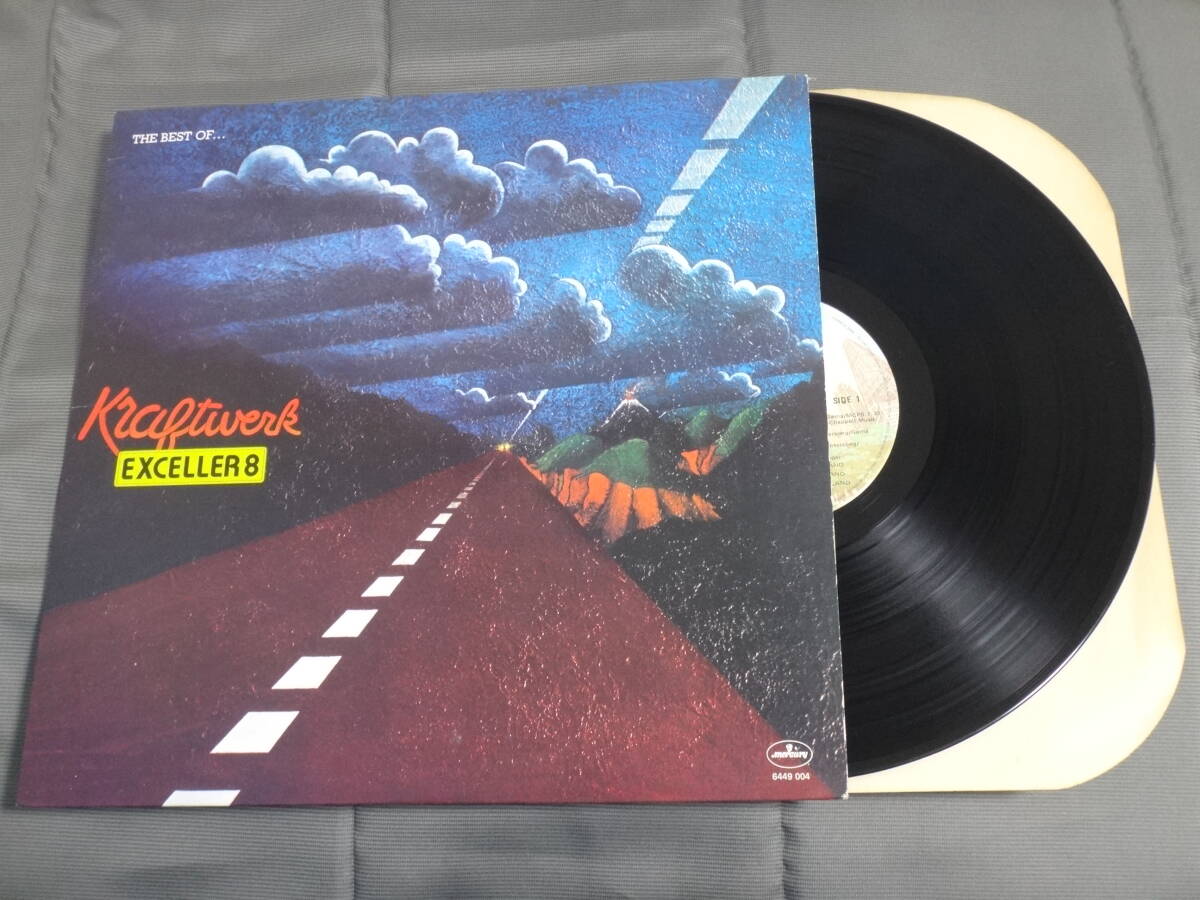 THE BEST OF...
Kraftwerk
EXCELLER 8
mercury
6449 004
SIDE 1